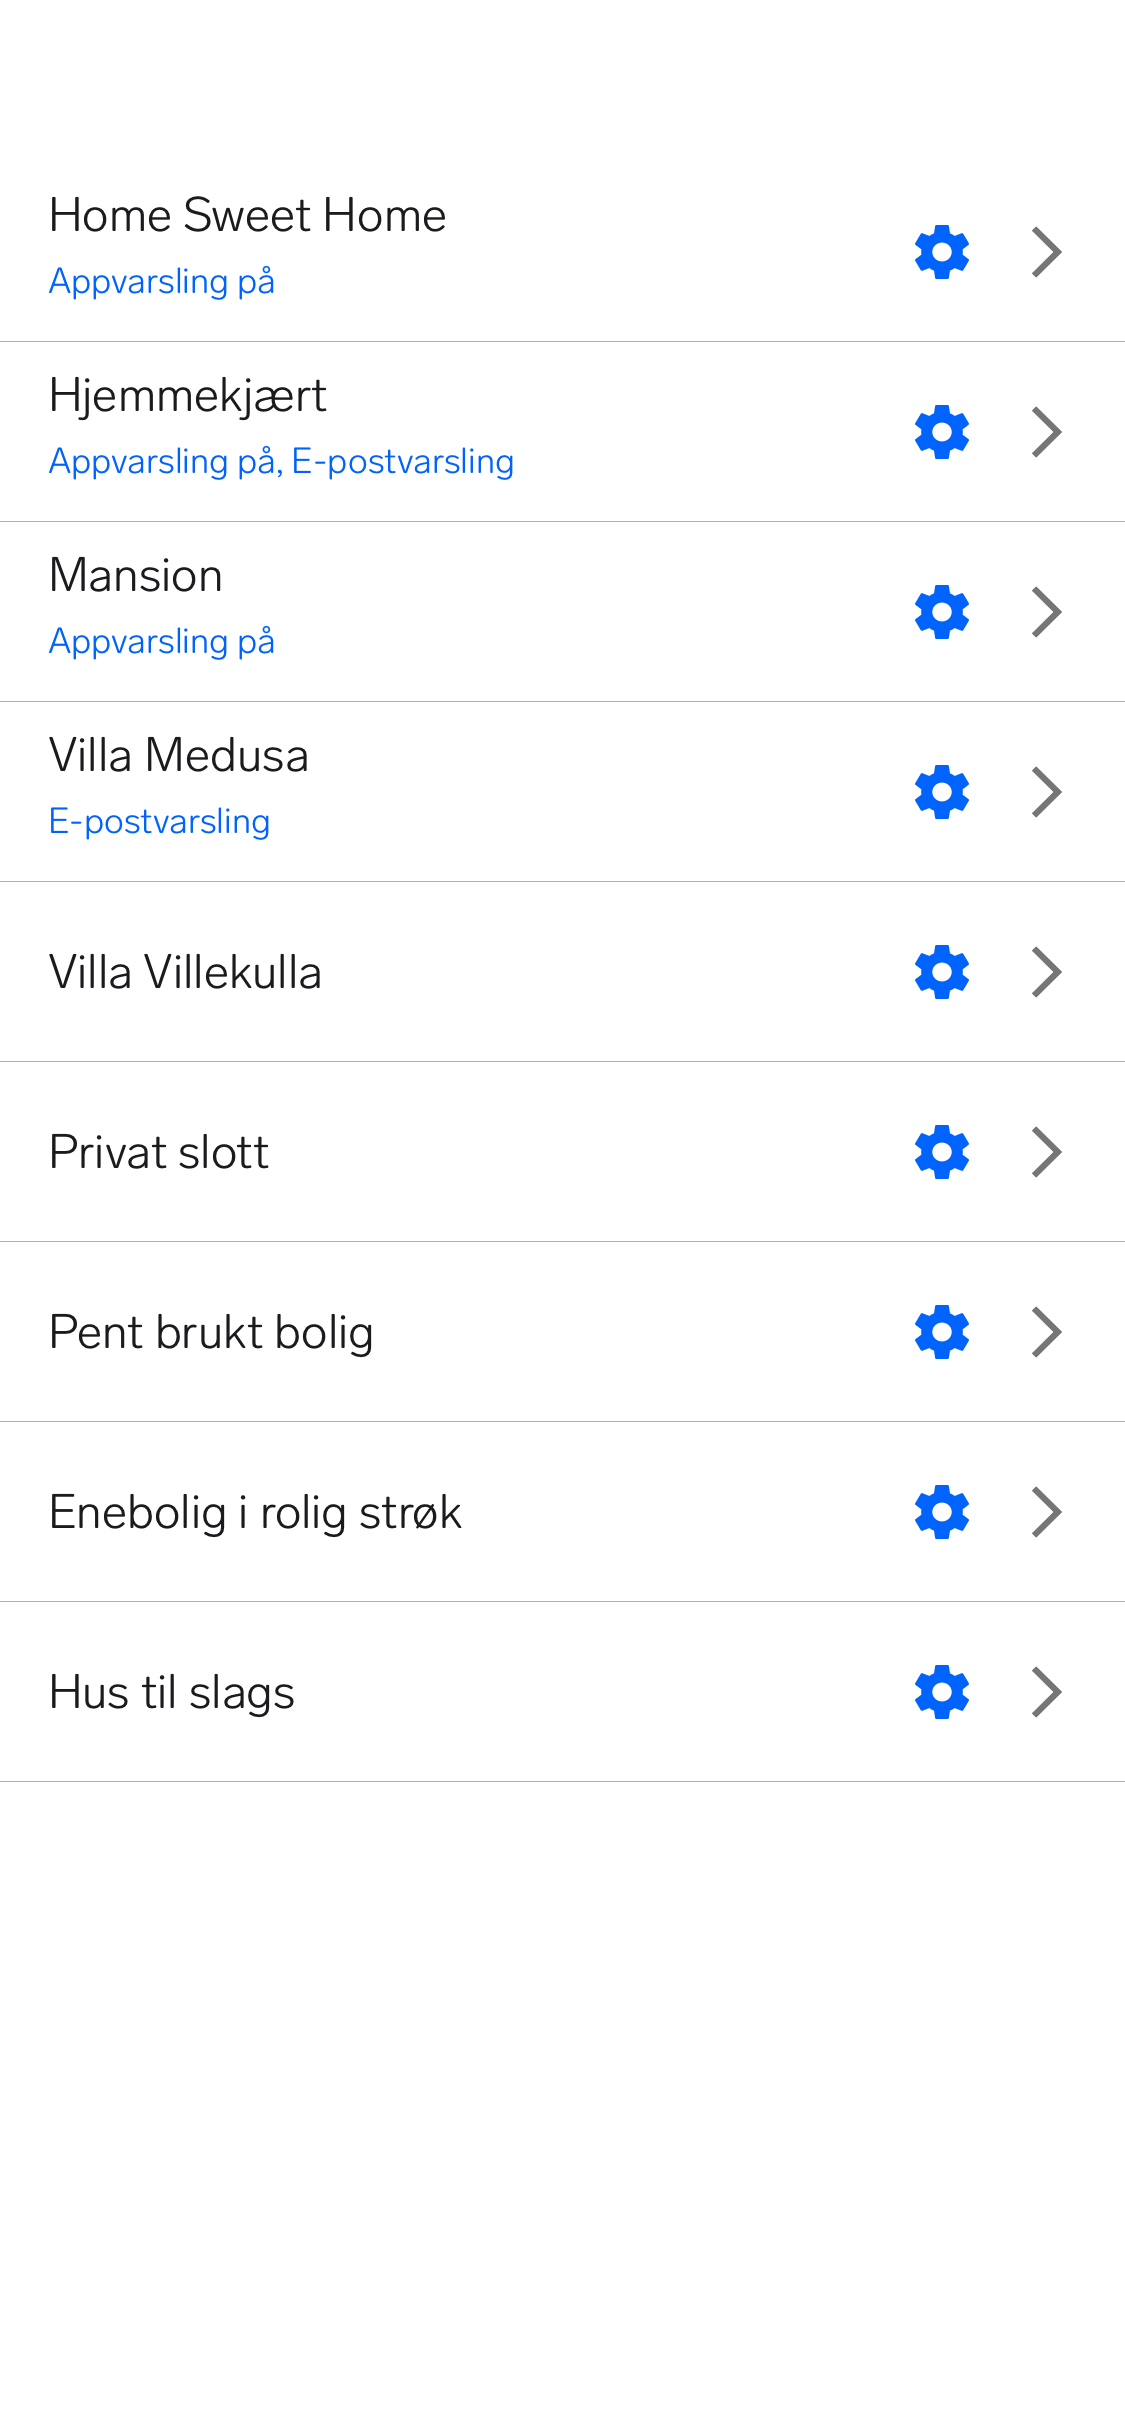 Home Sweet Home
Appvarsling på
Hjemmekjært
Appvarsling på, E-postvarsling
Mansion
Appvarsling på
Villa Medusa
E-postvarsling
Villa Villekulla
Privat slott
Pent brukt bolig
Enebolig i rolig strøk
Hus til slags